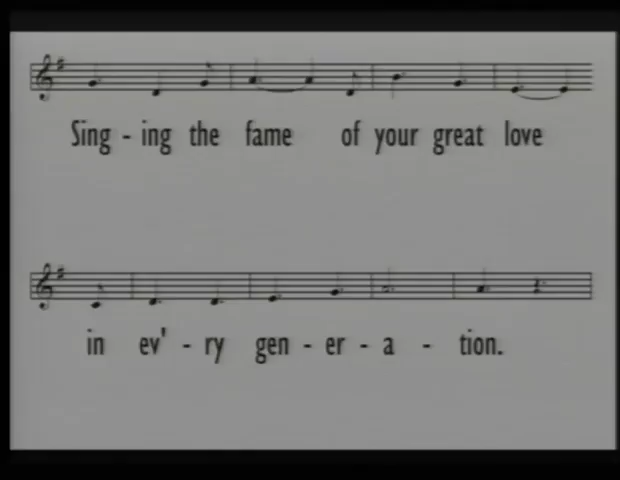 Sing - ing the fame of your great love
in ev' - ry gen - er - a - tion.